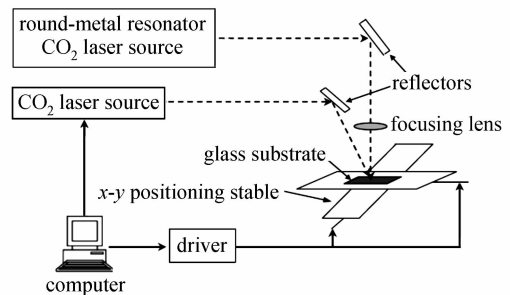 round-metal resonator
CO₂ laser source
reflectors
CO₂ laser source
focusing lens
glass substrate
x-y positioning stable
driver
computer